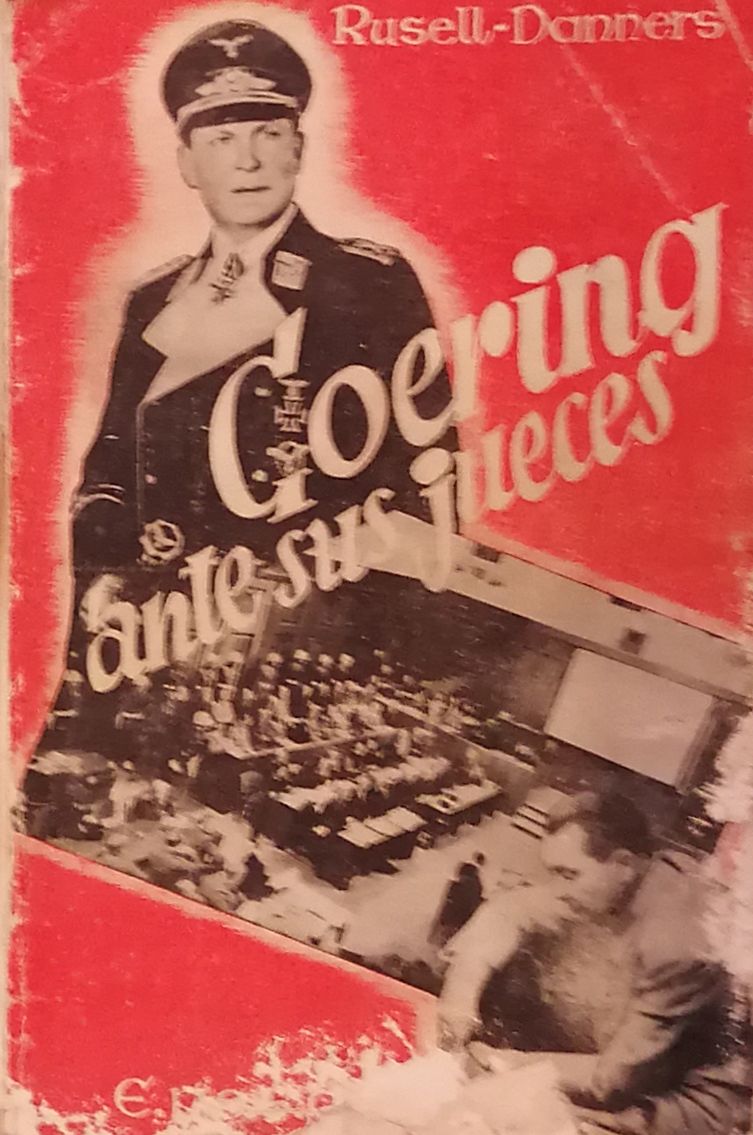 Rusell-Danners
Goering
ante sus jueces
E.